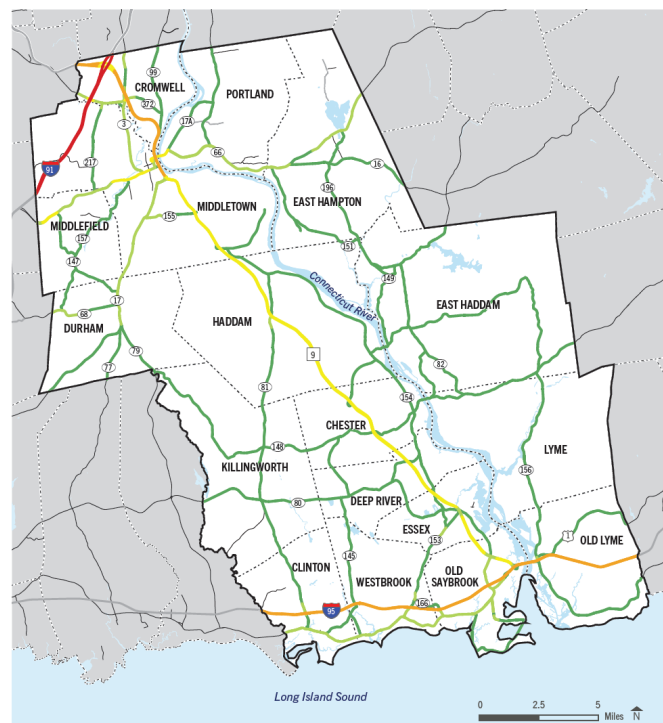 99
CROMWELL
PORTLAND
372
3
17A
66
91
217
16
196
EAST HAMPTON
MIDDLETOWN
155
MIDDLEFIELD
157
151
147
149
Connecticut River
17
EAST HADDAM
68
DURHAM
HADDAM
79
77
9
82
81
154
CHESTER
148
KILLINGWORTH
LYME
156
80
DEEP RIVER
ESSEX
153
1
OLD LYME
CLINTON
145
WESTBROOK
OLD
SAYBROOK
166
95
Long Island Sound
0
2.5
5
Miles
N